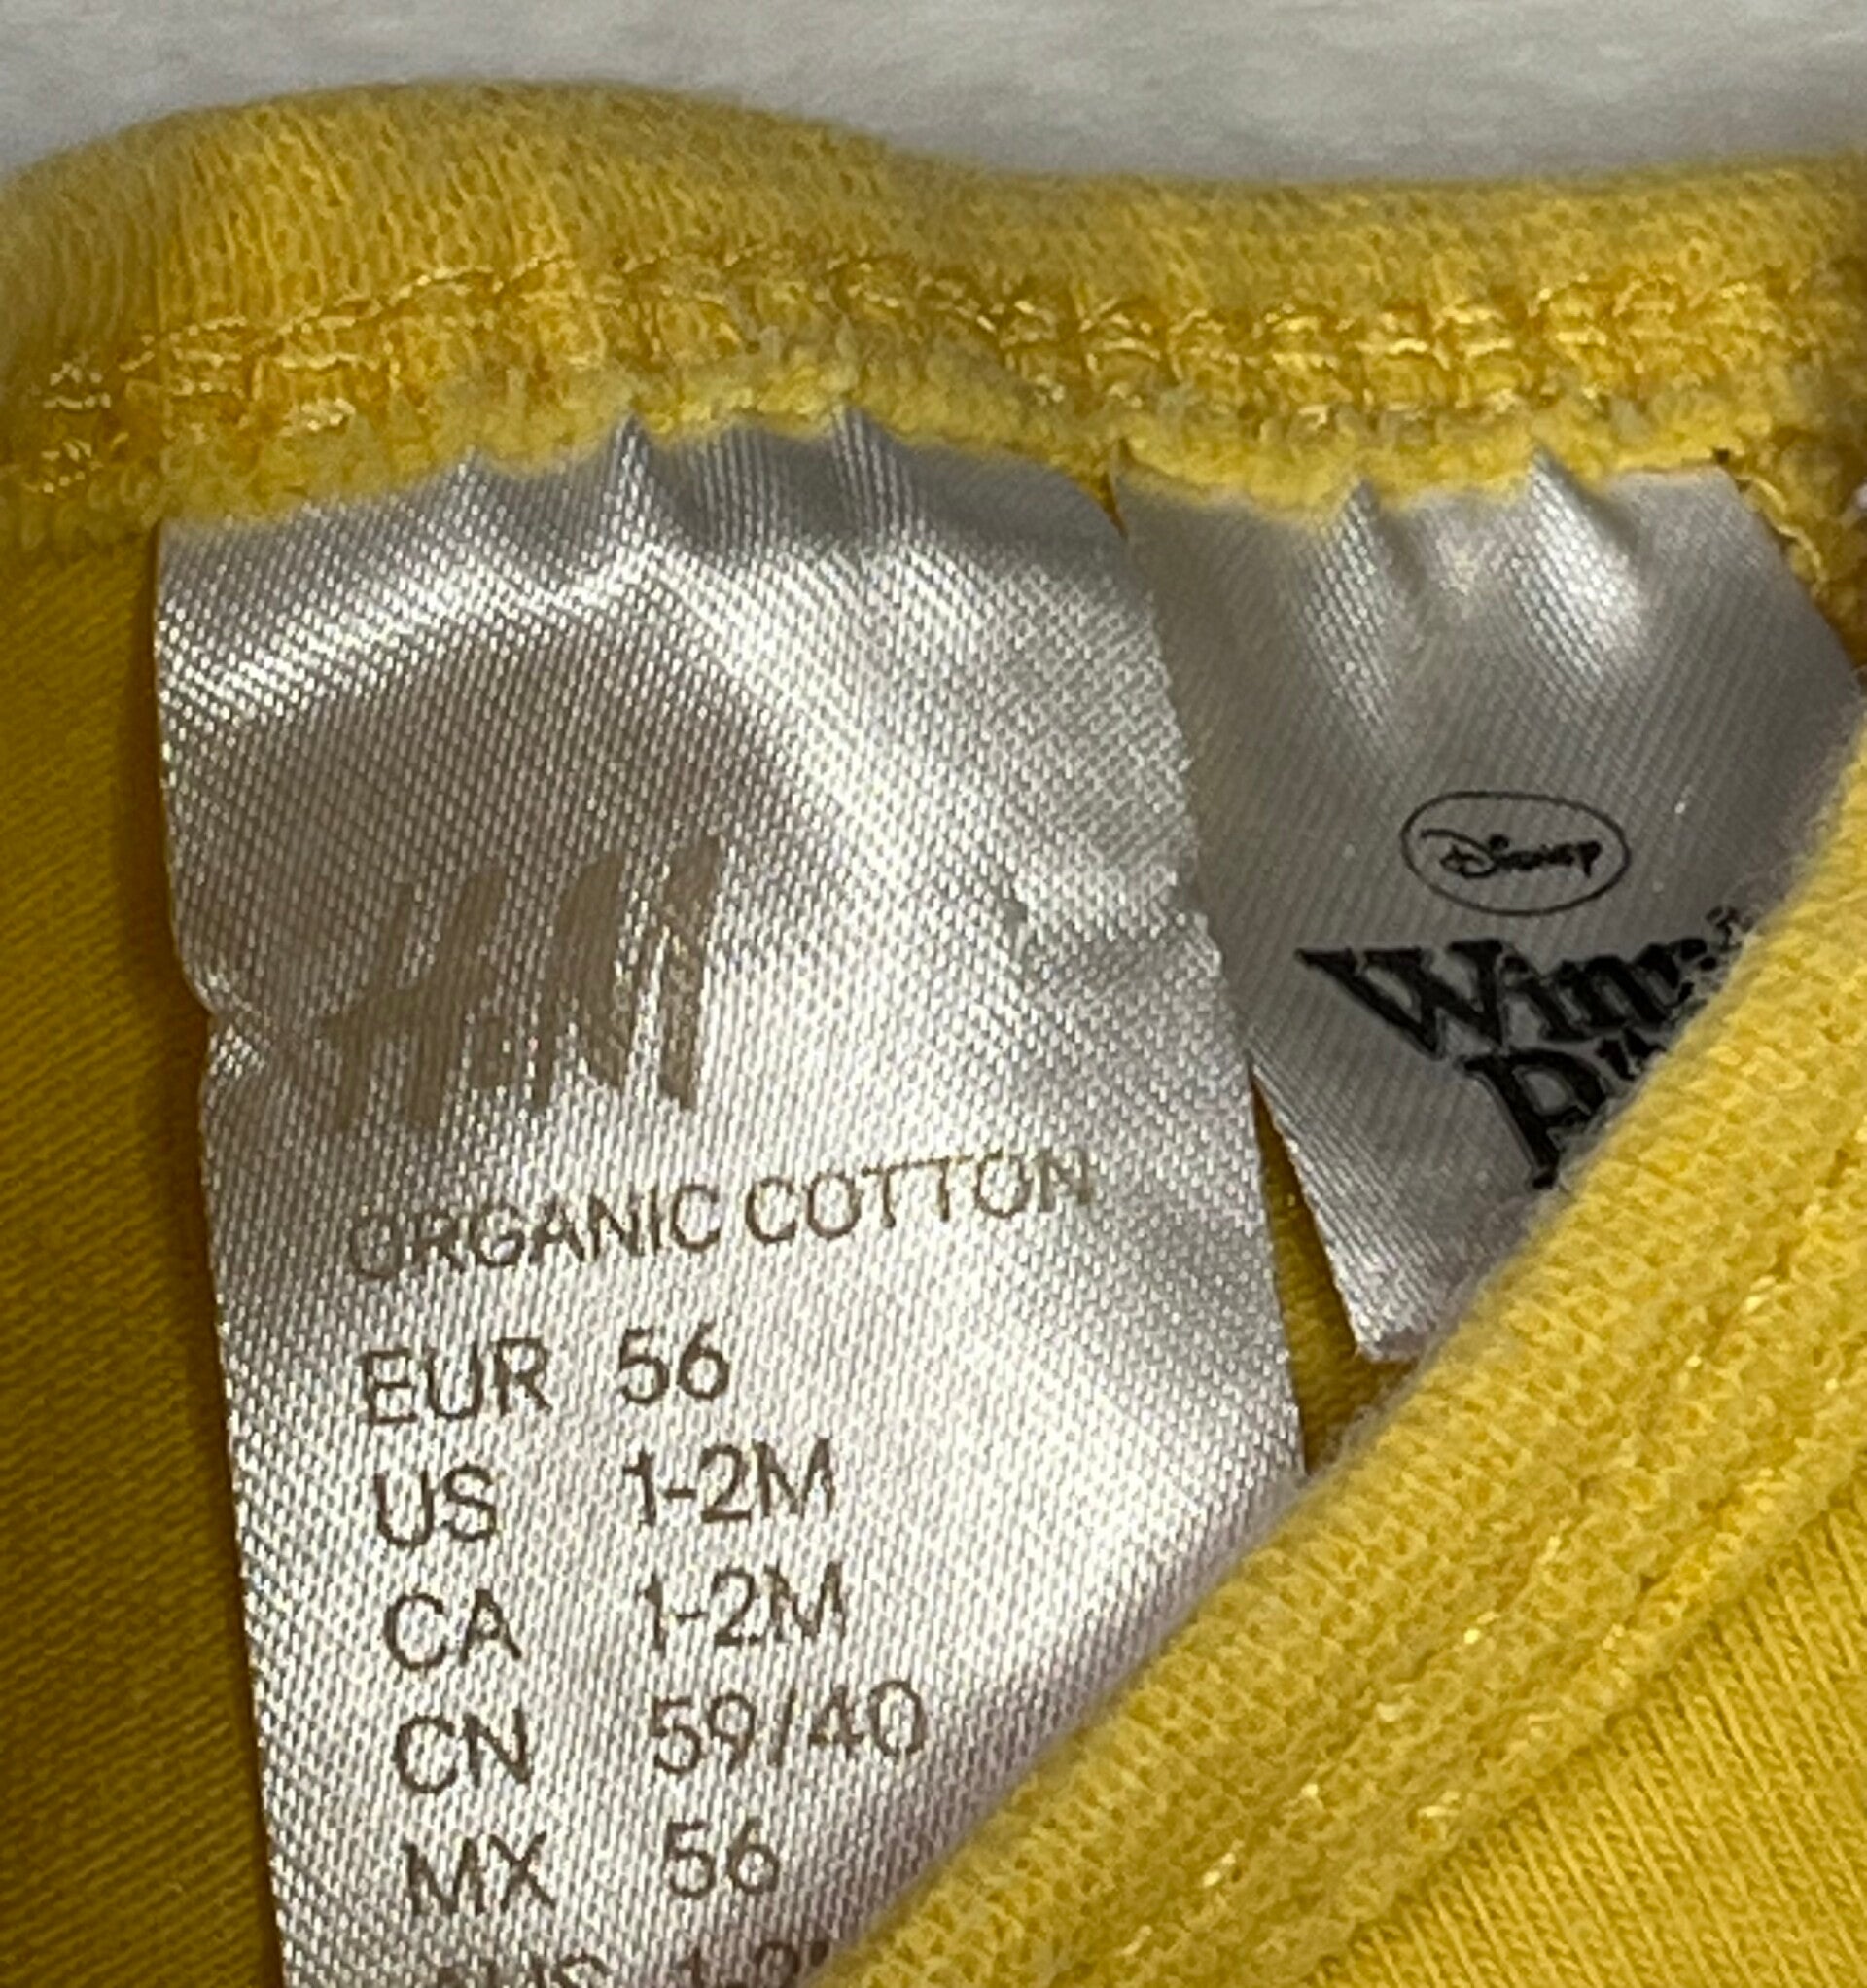 H&M
ORGANIC COTTON
EUR 56
US 1-2M
CA 1-2M
CN 59/40
MX 56
Disney